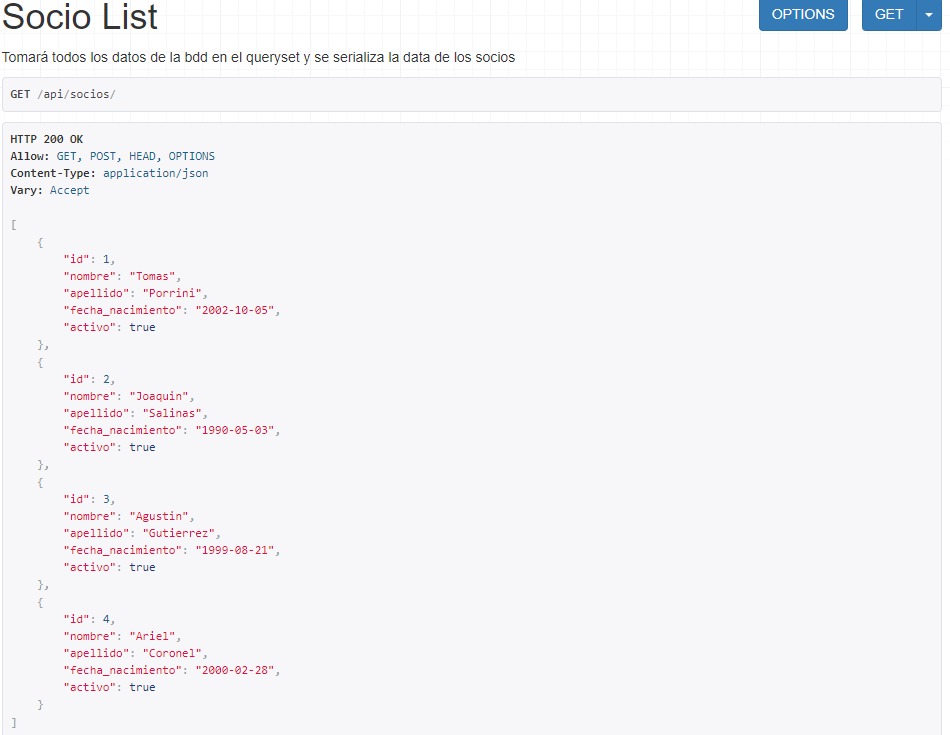 Socio List
OPTIONS
GET
Tomará todos los datos de la bdd en el queryset y se serializa la data de los socios
GET /api/socios/
HTTP 200 OK
Allow: GET, POST, HEAD, OPTIONS
Content-Type: application/json
Vary: Accept
[
    {
        "id": 1,
        "nombre": "Tomas",
        "apellido": "Porrini",
        "fecha_nacimiento": "2002-10-05",
        "activo": true
    },
    {
        "id": 2,
        "nombre": "Joaquin",
        "apellido": "Salinas",
        "fecha_nacimiento": "1990-05-03",
        "activo": true
    },
    {
        "id": 3,
        "nombre": "Agustin",
        "apellido": "Gutierrez",
        "fecha_nacimiento": "1999-08-21",
        "activo": true
    },
    {
        "id": 4,
        "nombre": "Ariel",
        "apellido": "Coronel",
        "fecha_nacimiento": "2000-02-28",
        "activo": true
    }
]